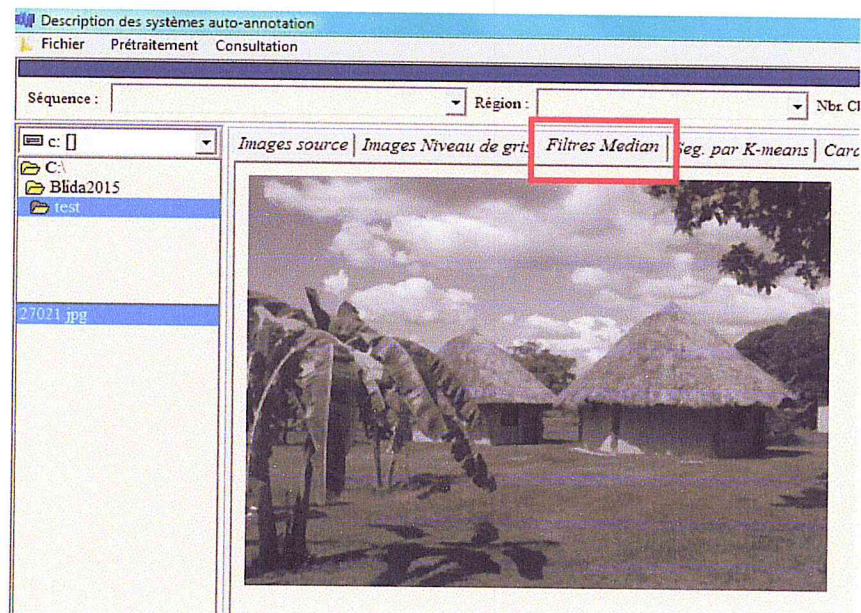 Description des systèmes auto-annotation
Fichier Prétraitement Consultation
Séquence : Région : Nbr.
c: []
Images source Images Niveau de gris Filtres Median Seg. par K-means
C:\
Blida2015
test
27021.jpg